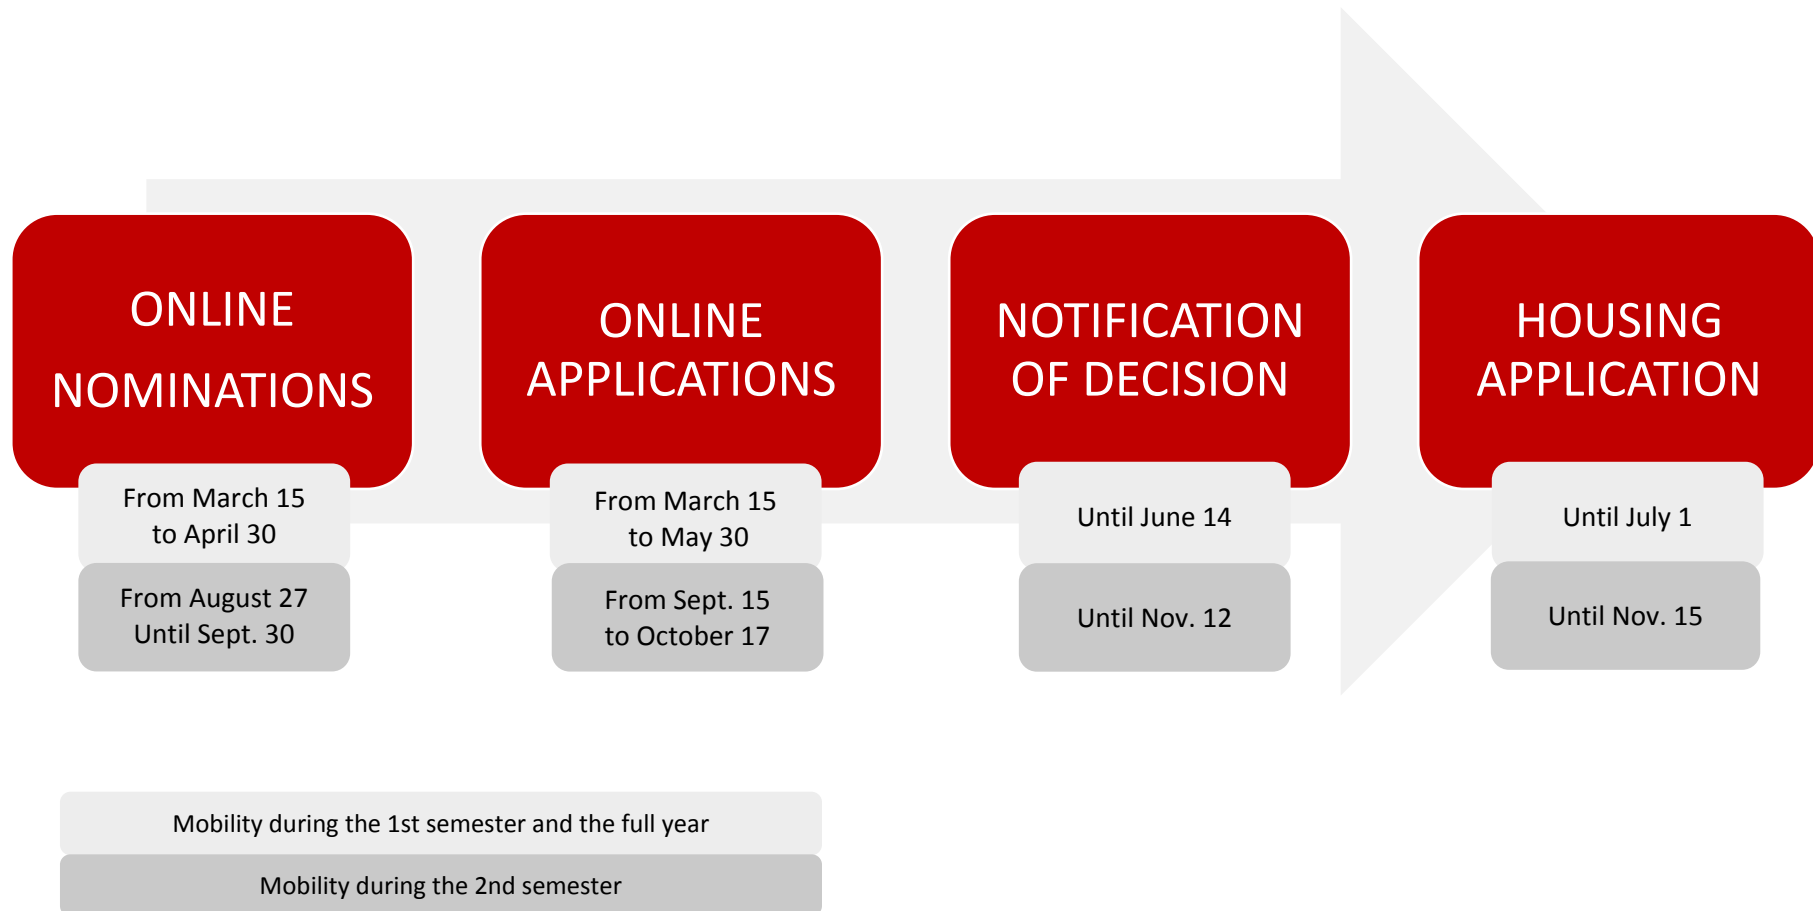 ONLINE
NOMINATIONS
From March 15
to April 30
From August 27
Until Sept. 30
ONLINE
APPLICATIONS
From March 15
to May 30
From Sept. 15
to October 17
NOTIFICATION
OF DECISION
Until June 14
Until Nov. 12
HOUSING
APPLICATION
Until July 1
Until Nov. 15
Mobility during the 1st semester and the full year
Mobility during the 2nd semester